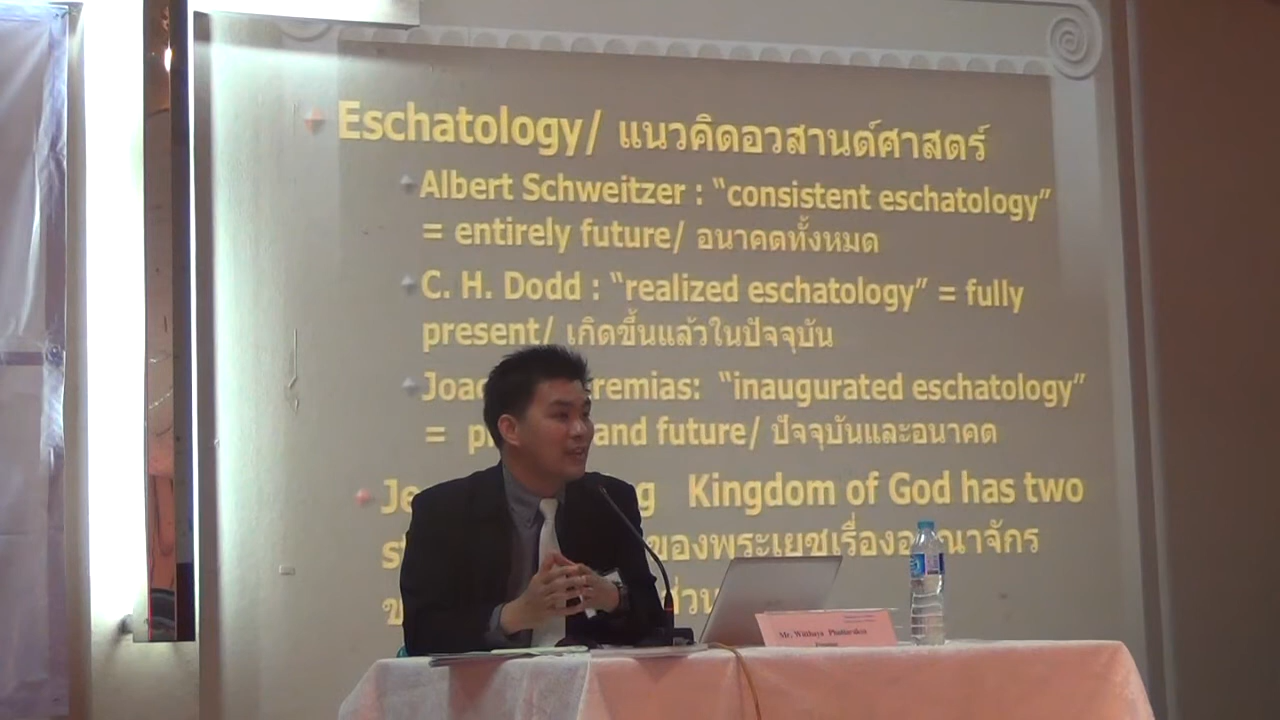 Eschatology/ แนวคิดอวสานต์ศาสตร์
Albert Schweitzer : “consistent eschatology”
= entirely future/ อนาคตทั้งหมด
C. H. Dodd : “realized eschatology” = fully
present/ เกิดขึ้นแล้วในปัจจุบัน
“inaugurated eschatology”
= and future/ ปัจจุบันและอนาคต
Kingdom of God has two
ของพระเยซูเรื่อง
ส่วน
Mr. Witthaya